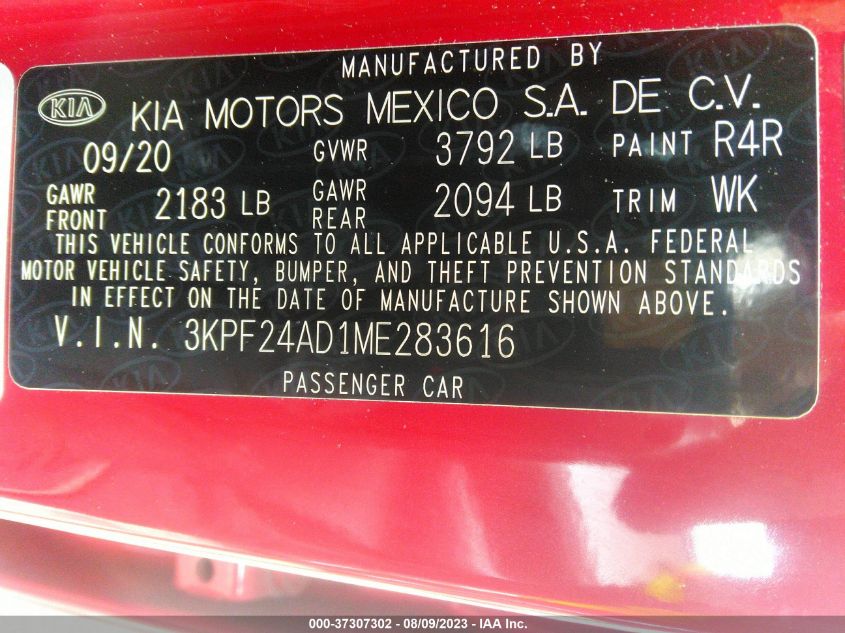 MANUFACTURED BY
KIA KIA MOTORS MEXICO S.A. DE C.V.
09/20 GVWR 3792 LB PAINT R4R
GAWR FRONT 2183 LB GAWR REAR 2094 LB TRIM WK
THIS VEHICLE CONFORMS TO ALL APPLICABLE U.S.A. FEDERAL
MOTOR VEHICLE SAFETY, BUMPER, AND THEFT PREVENTION STANDARDS
IN EFFECT ON THE DATE OF MANUFACTURE SHOWN ABOVE.
V.I.N. 3KPF24AD1ME283616
PASSENGER CAR
000-37307302 - 08/09/2023 - IAA Inc.